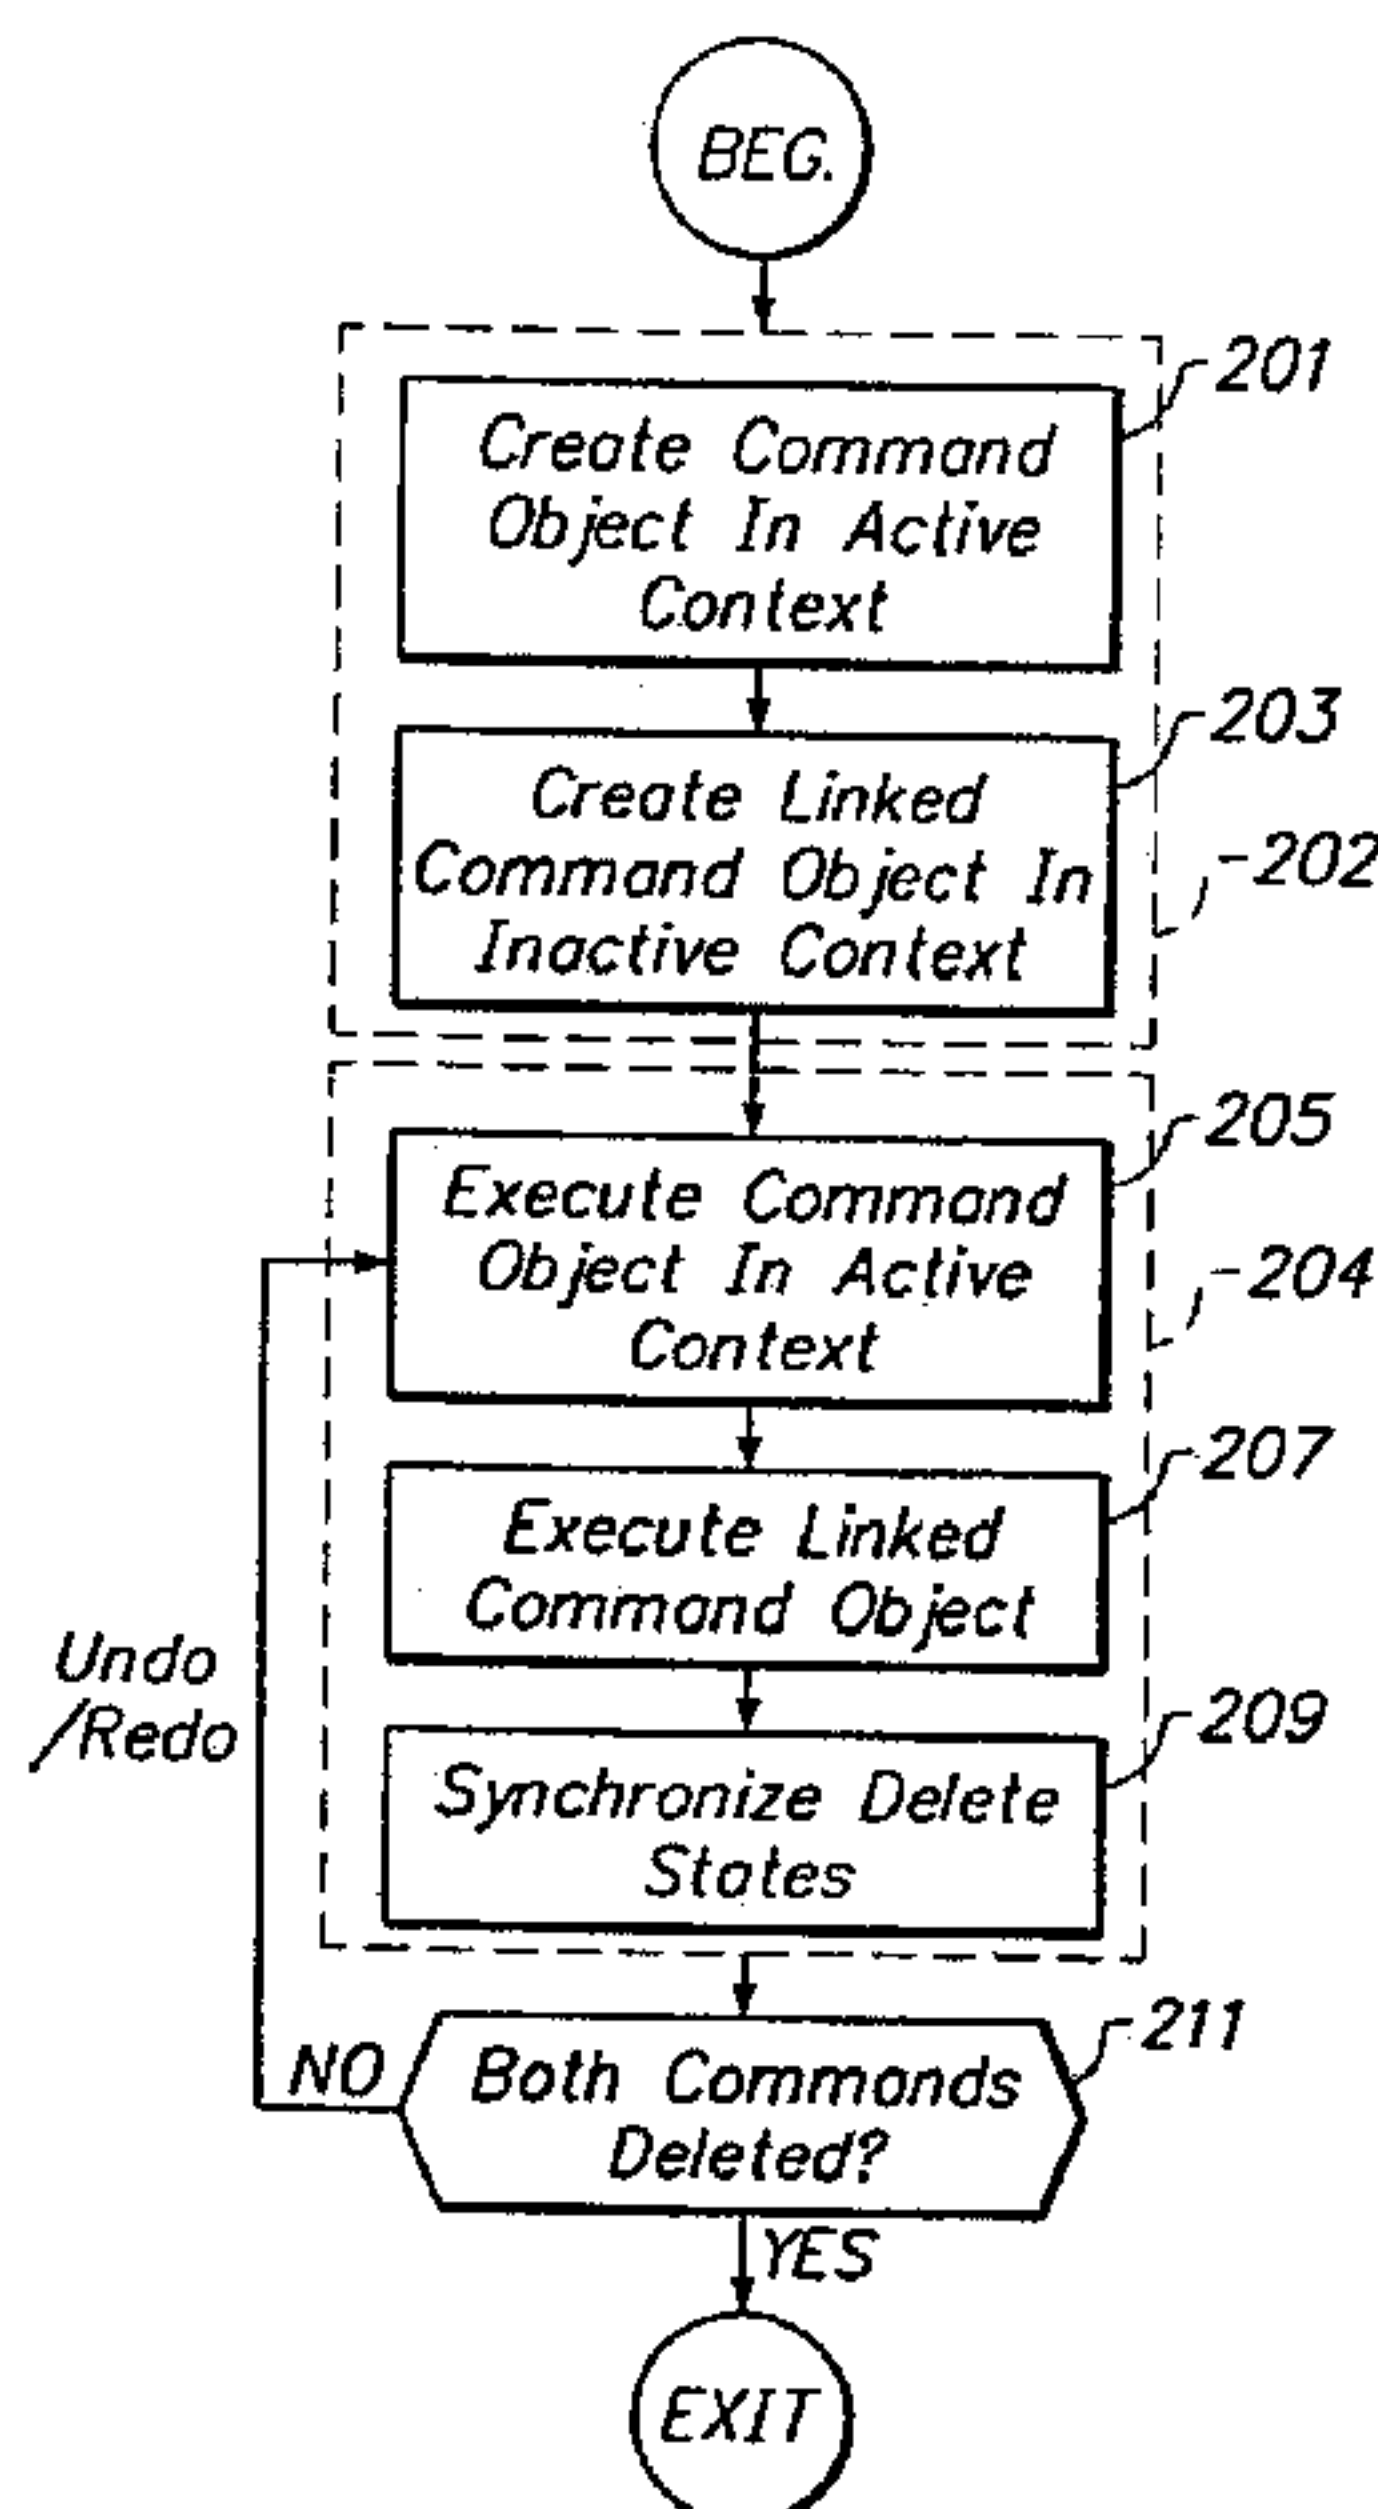 BEG.
201
Create Command
Object In Active
Context
203
Create Linked
Command Object In
Inactive Context
-202
205
Execute Command
Object In Active
Context
-204
207
Execute Linked
Command Object
Undo
/Redo
209
Synchronize Delete
States
211
NO
Both Commands
Deleted?
YES
EXIT